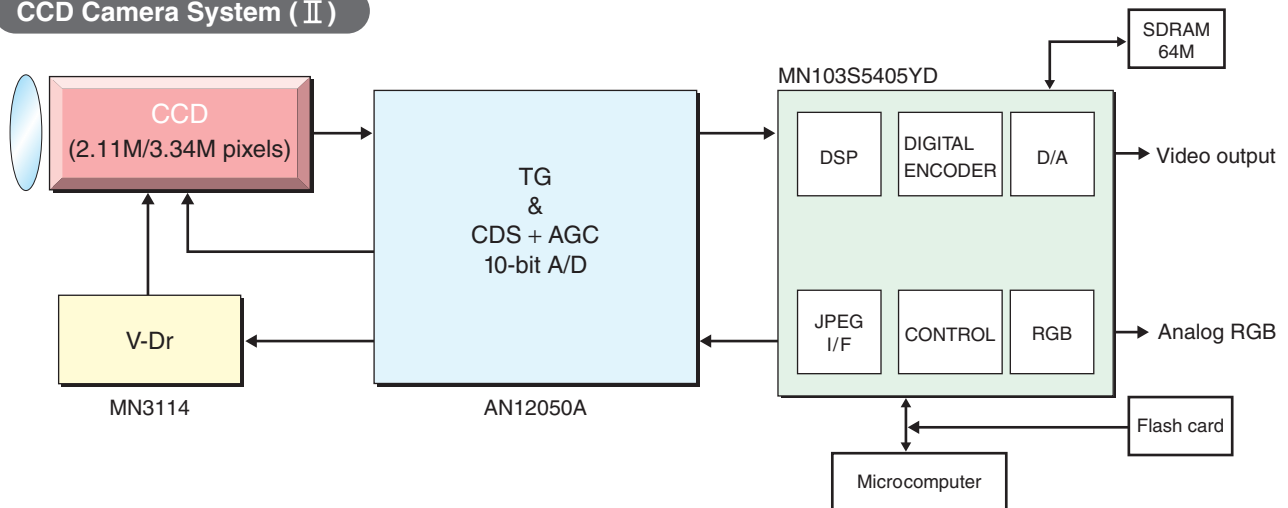 CCD Camera System (Ⅱ)
SDRAM
64M
MN103S5405YD
CCD
(2.11M/3.34M pixels)
TG
&
CDS + AGC
10-bit A/D
DSP
DIGITAL
ENCODER
D/A
Video output
V-Dr
JPEG
I/F
CONTROL
RGB
Analog RGB
MN3114
AN12050A
Flash card
Microcomputer